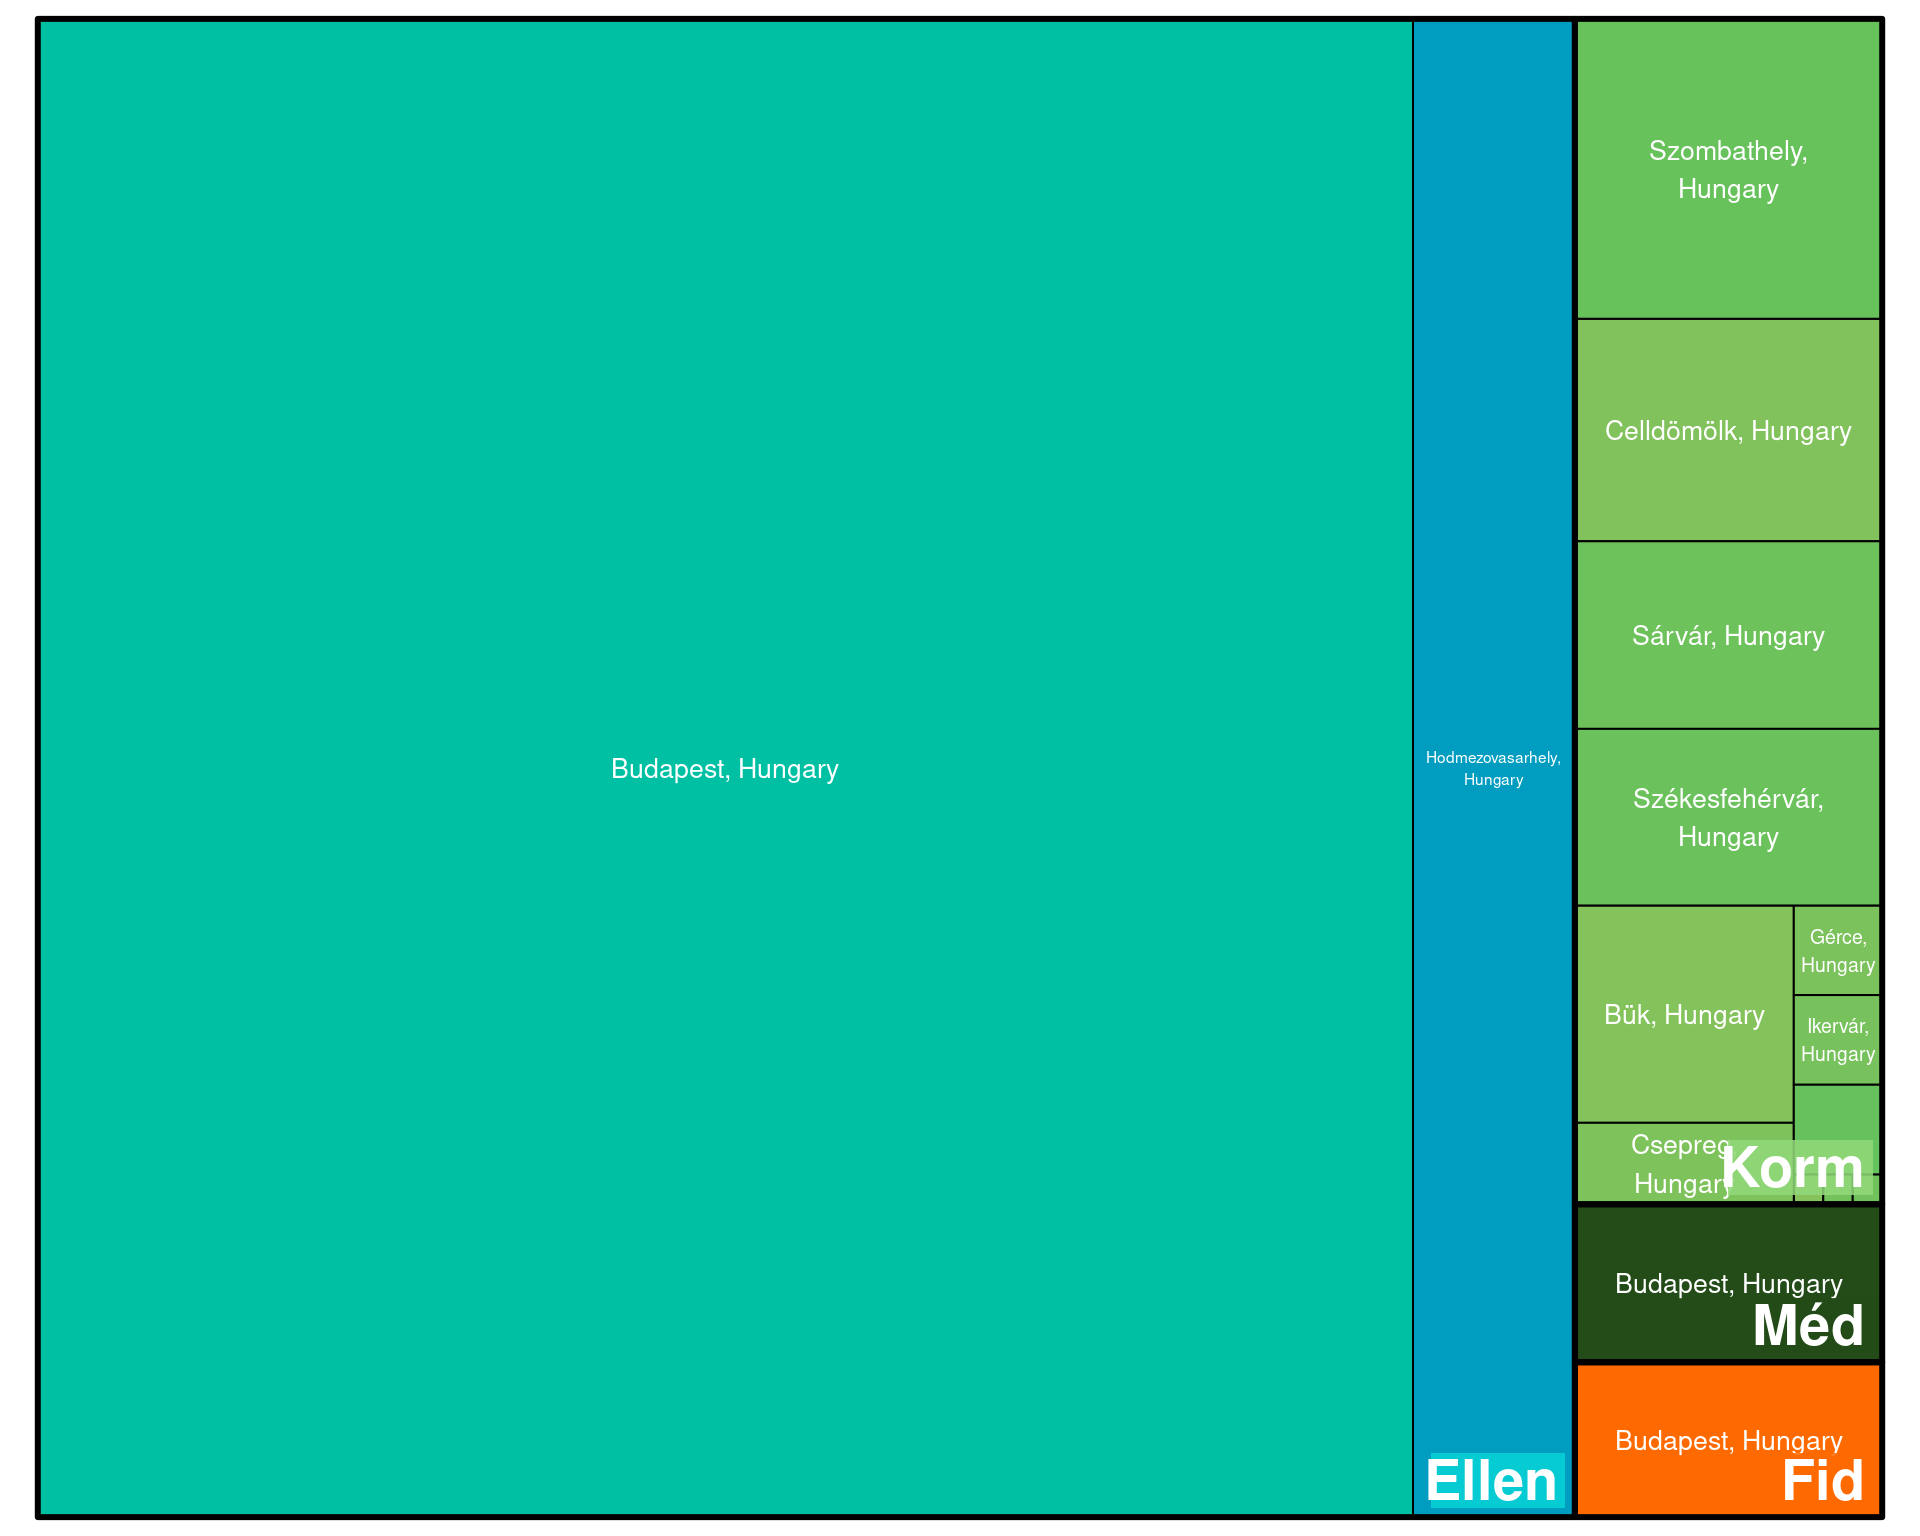 Budapest, Hungary
Hodmezovasarhely,
Hungary
Ellen
Szombathely,
Hungary
Celldömölk, Hungary
Sárvár, Hungary
Székesfehérvár,
Hungary
Bük, Hungary
Gérce,
Hungary
Ikervár,
Hungary
Csepreg
Hungary
Korm
Budapest, Hungary
Méd
Budapest, Hungary
Fid